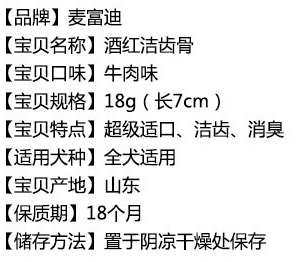 【品牌】麦富迪
【宝贝名称】酒红洁齿骨
【宝贝口味】牛肉味
【宝贝规格】18g（长7cm）
【宝贝特点】超级适口、洁齿、消臭
【适用犬种】全犬适用
【宝贝产地】山东
【保质期】18个月
【储存方法】置于阴凉干燥处保存